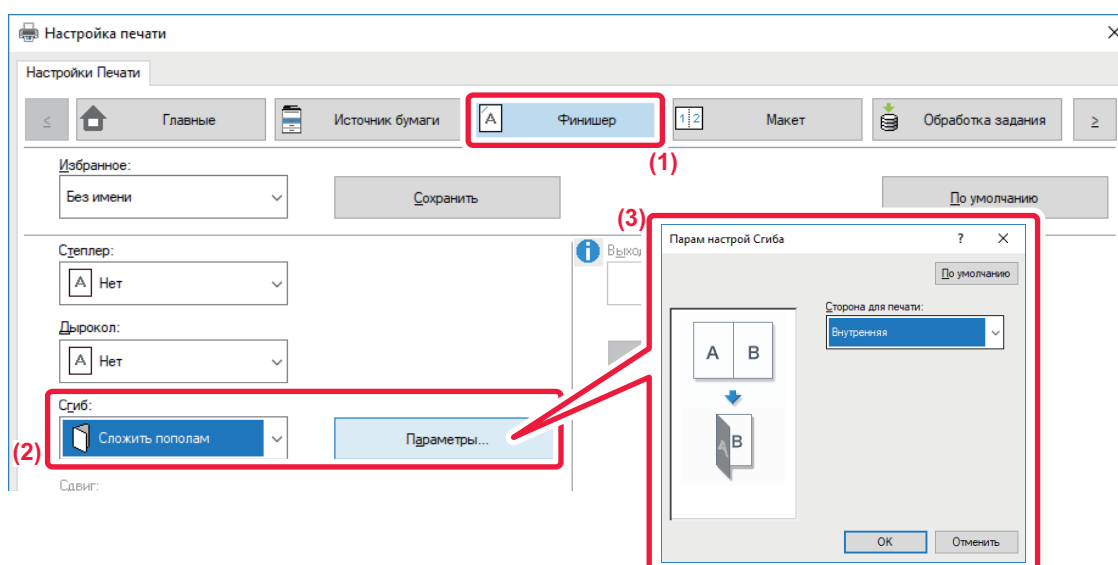 Настройка печати
Настройки Печати
< Главные Источник бумаги A Финишер 1 2 Макет Обработка задания >
(1)
Избранное:
Без имени Сохранить По умолчанию
(3)
Степлер:
A Нет
Дырокол:
A Нет
Сгиб:
(2) Сложить пополам Параметры...
Сдвиг:
i
Парам настрой Сгиба ? X
По умолчанию
Сторона для печати:
Внутренняя
A B
A B
OK Отменить